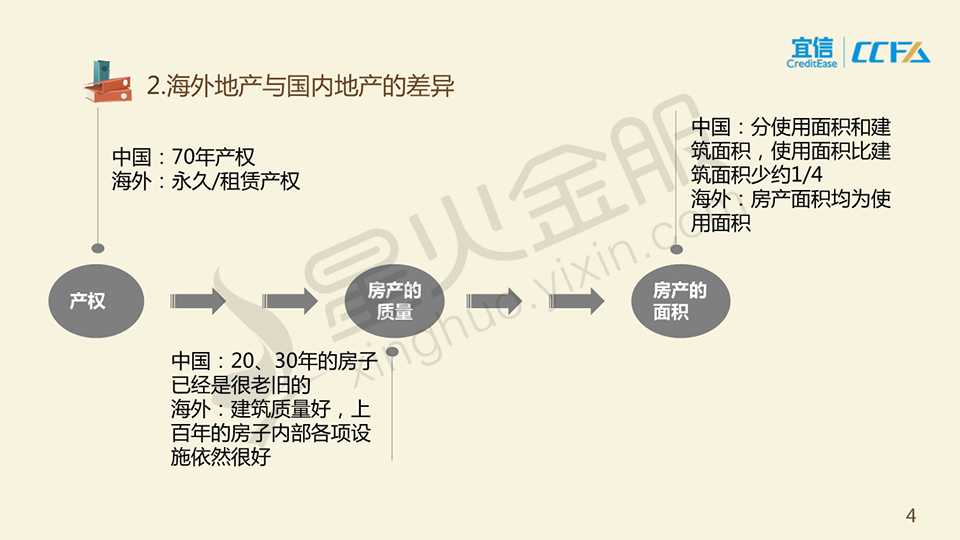 宜信
CreditEase
CCFA
2.海外地产与国内地产的差异
中国：70年产权
海外：永久/租赁产权
中国：分使用面积和建
筑面积，使用面积比建
筑面积少约1/4
海外：房产面积均为使
用面积
产权
房产的
质量
房产的
面积
中国：20、30年的房子
已经是很老旧的
海外：建筑质量好，上
百年的房子内部各项设
施依然很好
星火金服
xinghuo.yixin.com
4